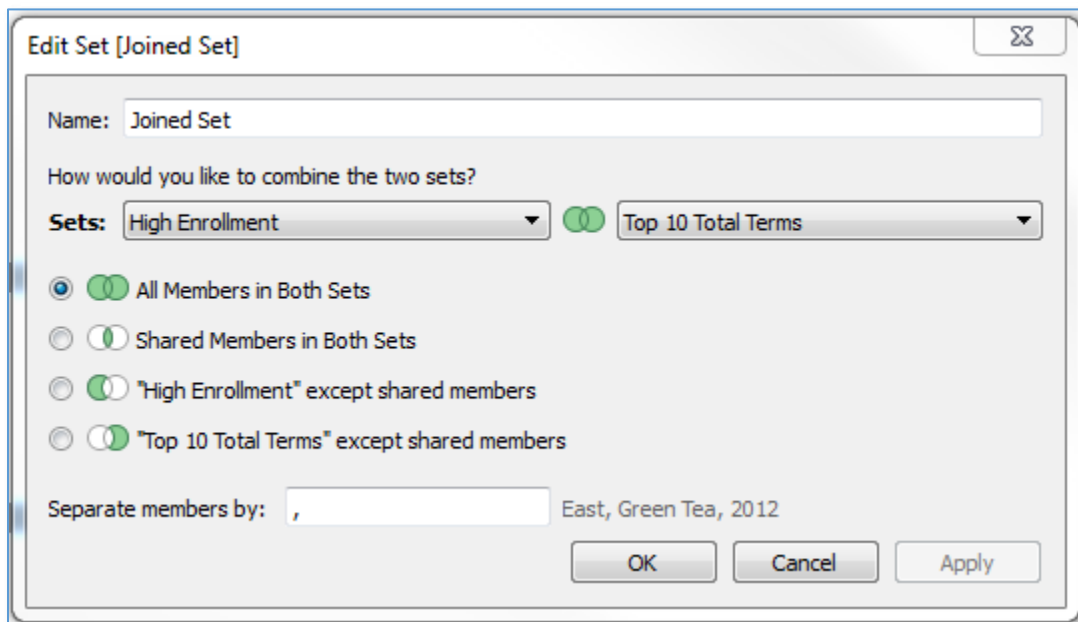 Edit Set [Joined Set]
Name: Joined Set
How would you like to combine the two sets?
Sets: High Enrollment Top 10 Total Terms
All Members in Both Sets
Shared Members in Both Sets
"High Enrollment" except shared members
"Top 10 Total Terms" except shared members
Separate members by: , East, Green Tea, 2012
OK Cancel Apply